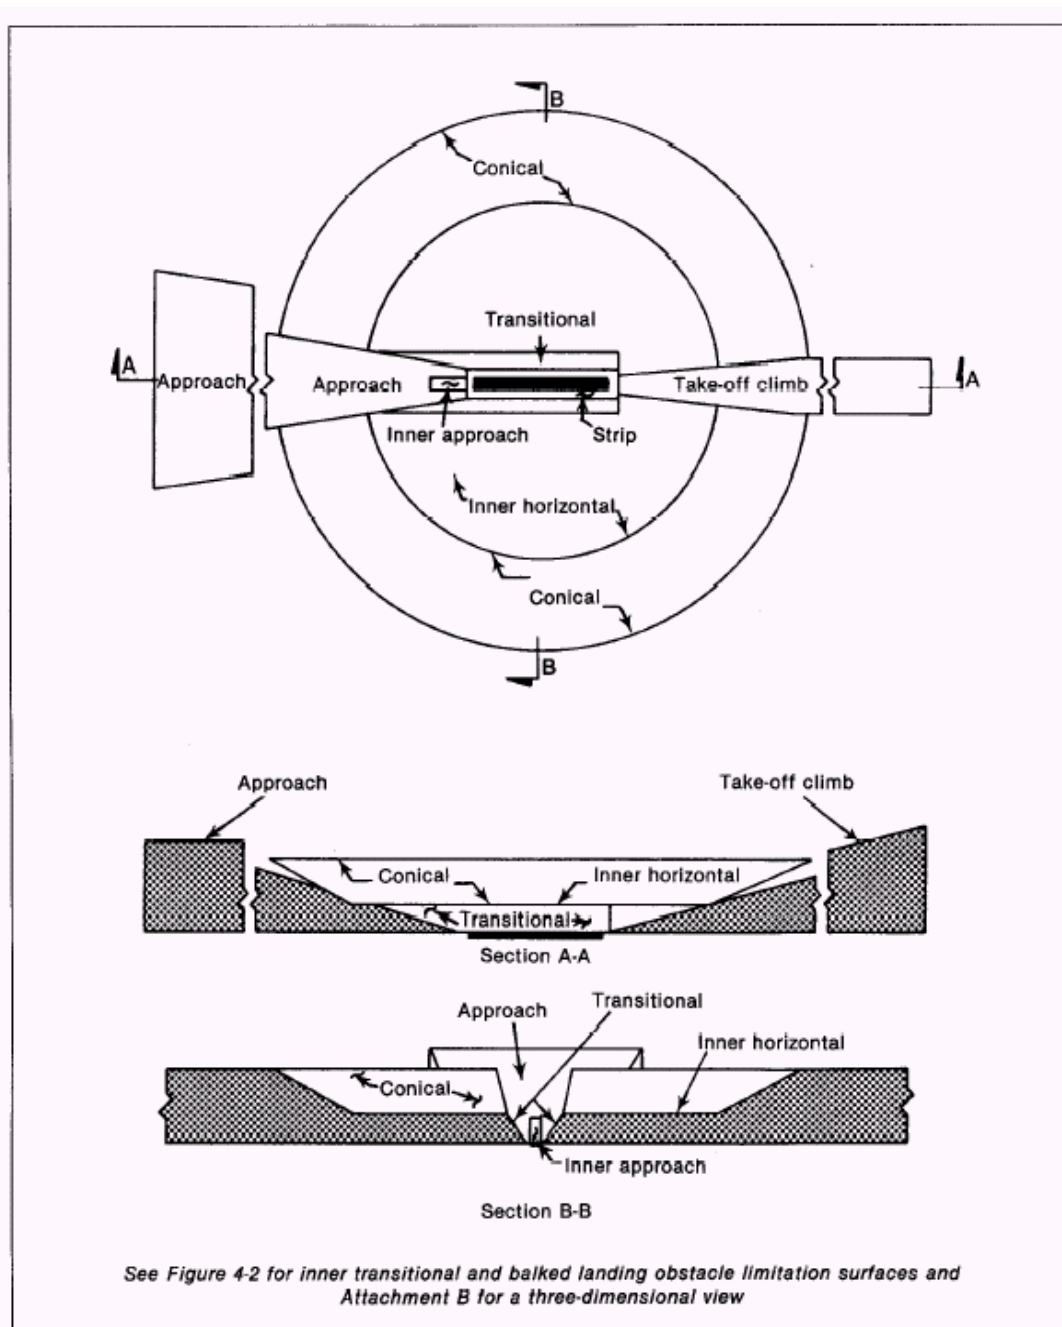 B
Conical
Transitional
A
Approach
Approach
Take-off climb
A
Inner approach
Strip
Inner horizontal
Conical
B
Approach
Take-off climb
Conical
Inner horizontal
Transitional
Section A-A
Transitional
Approach
Inner horizontal
Conical
Inner approach
Section B-B
See Figure 4-2 for inner transitional and balked landing obstacle limitation surfaces and
Attachment B for a three-dimensional view